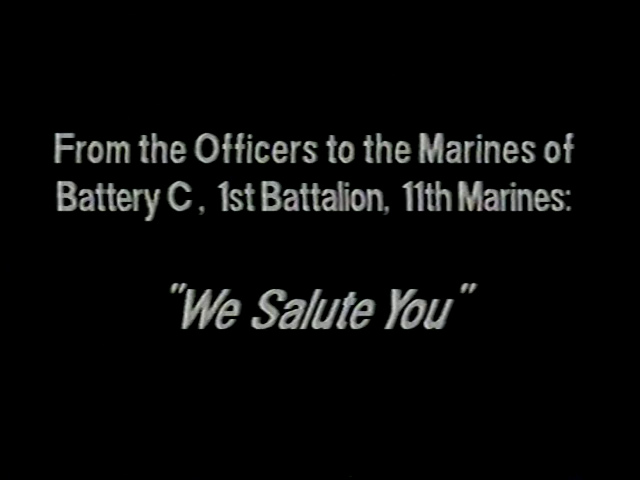 From the Officers to the Marines of
Battery C, 1st Battalion, 11th Marines:
"We Salute You"